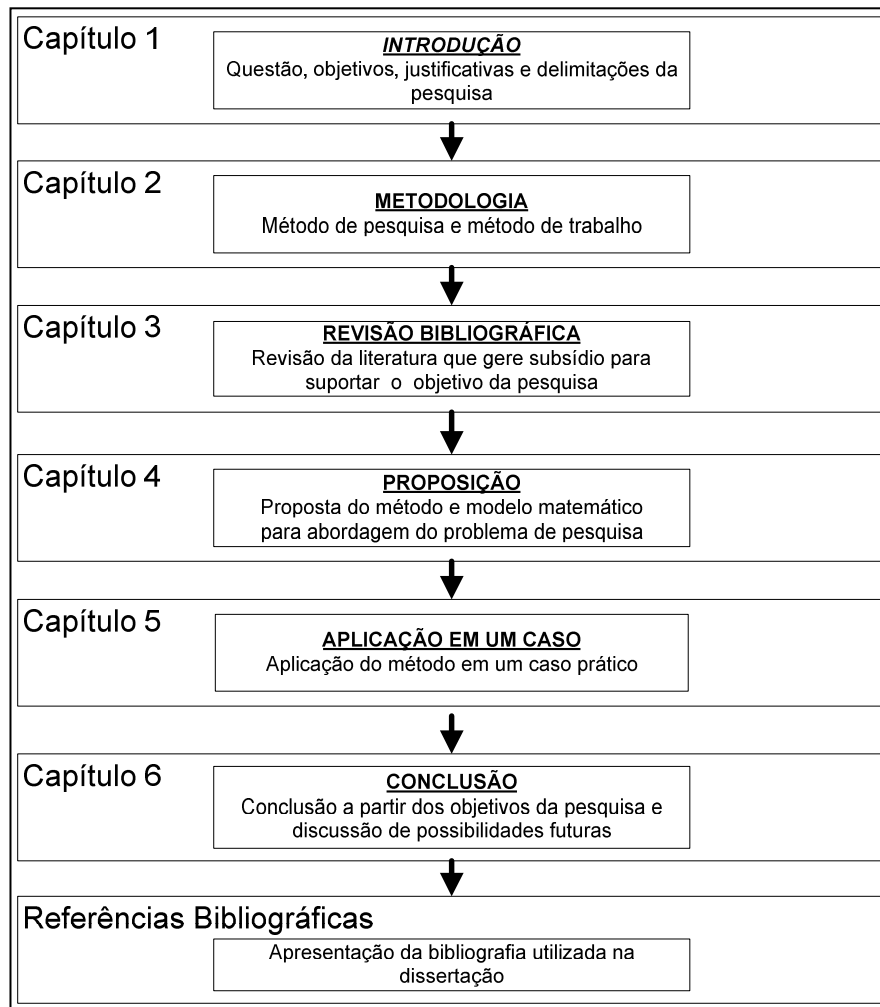 Capítulo 1
INTRODUÇÃO
Questão, objetivos, justificativas e delimitações da
pesquisa
Capítulo 2
METODOLOGIA
Método de pesquisa e método de trabalho
Capítulo 3
REVISÃO BIBLIOGRÁFICA
Revisão da literatura que gere subsídio para
suportar o objetivo da pesquisa
Capítulo 4
PROPOSIÇÃO
Proposta do método e modelo matemático
para abordagem do problema de pesquisa
Capítulo 5
APLICAÇÃO EM UM CASO
Aplicação do método em um caso prático
Capítulo 6
CONCLUSÃO
Conclusão a partir dos objetivos da pesquisa e
discussão de possibilidades futuras
Referências Bibliográficas
Apresentação da bibliografia utilizada na
dissertação